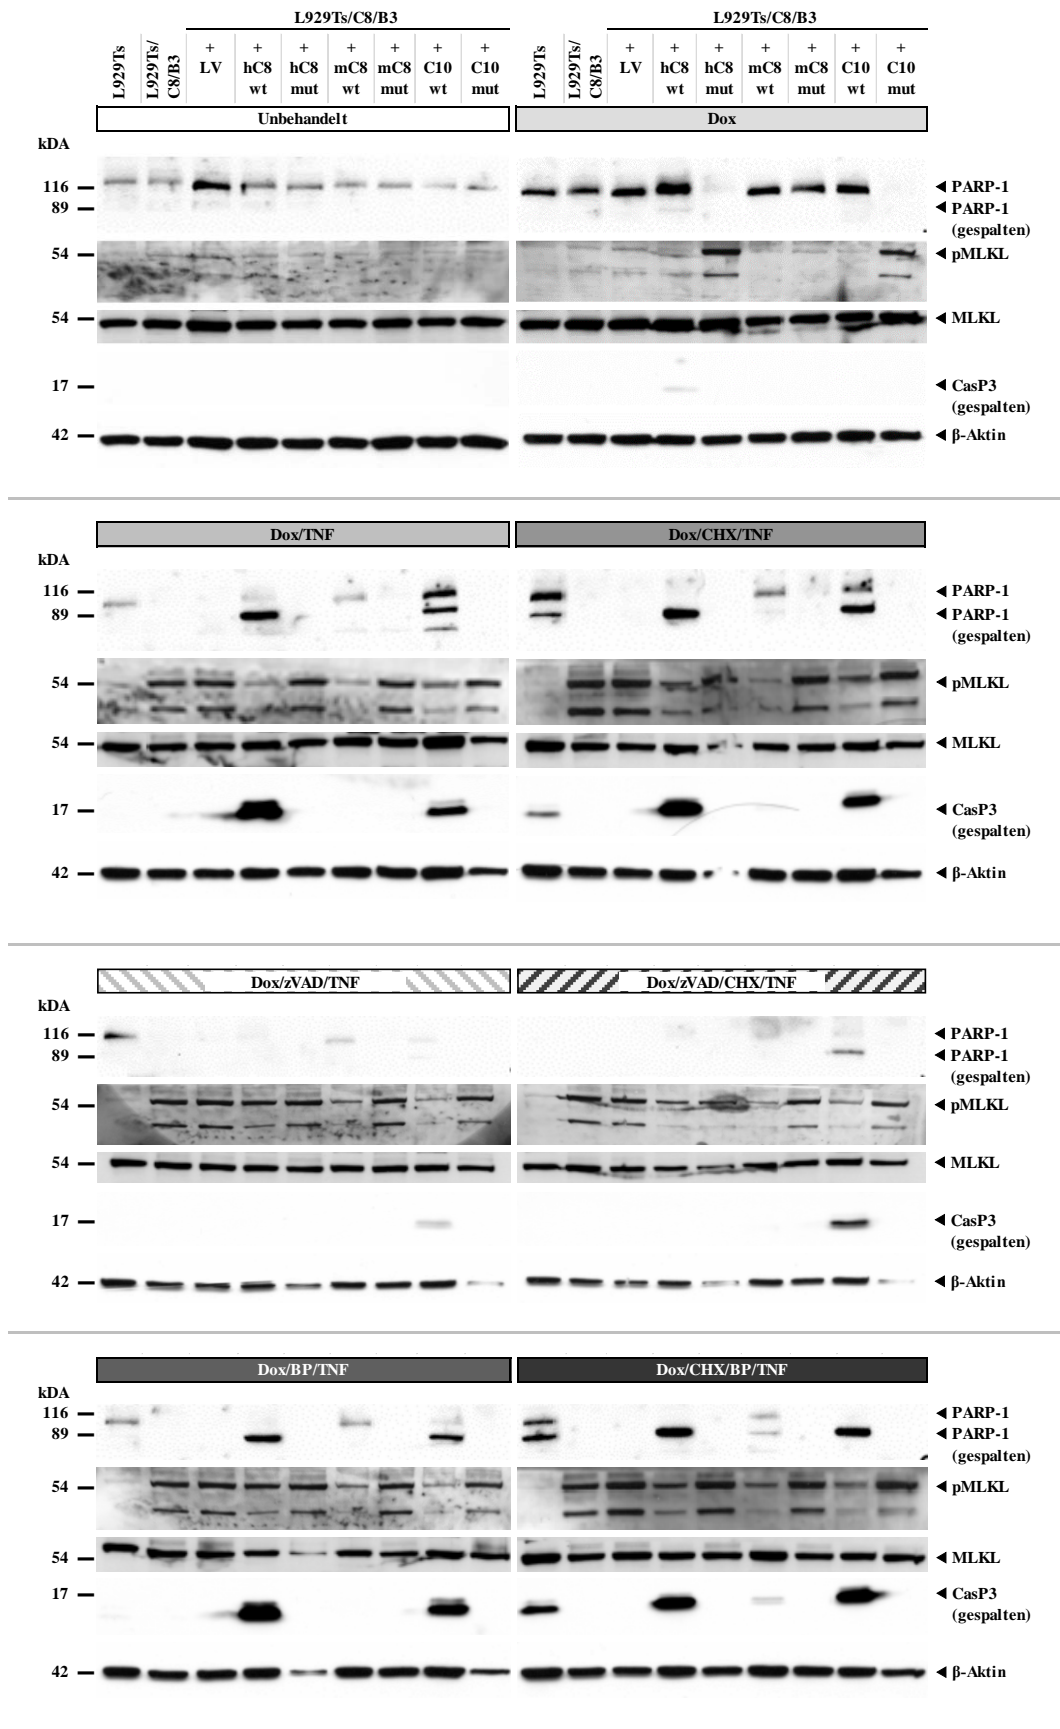 L929Ts/C8/B3 L929Ts/C8/B3
L929Ts L929Ts/ C8/B3 + LV + hC8 wt + hC8 mut + mC8 wt + mC8 mut + C10 wt + C10 mut L929Ts L929Ts/ C8/B3 + LV + hC8 wt + hC8 mut + mC8 wt + mC8 mut + C10 wt + C10 mut
Unbehandelt Dox
kDA
116 PARP-1
89 PARP-1
(gespalten)
54 pMLKL
54 MLKL
17 CasP3
(gespalten)
42 β-Aktin
Dox/TNF Dox/CHX/TNF
kDA
116 PARP-1
89 PARP-1
(gespalten)
54 pMLKL
54 MLKL
17 CasP3
(gespalten)
42 β-Aktin
Dox/zVAD/TNF Dox/zVAD/CHX/TNF
kDA
116 PARP-1
89 PARP-1
(gespalten)
54 pMLKL
54 MLKL
17 CasP3
(gespalten)
42 β-Aktin
Dox/BP/TNF Dox/CHX/BP/TNF
kDA
116 PARP-1
89 PARP-1
(gespalten)
54 pMLKL
54 MLKL
17 CasP3
(gespalten)
42 β-Aktin